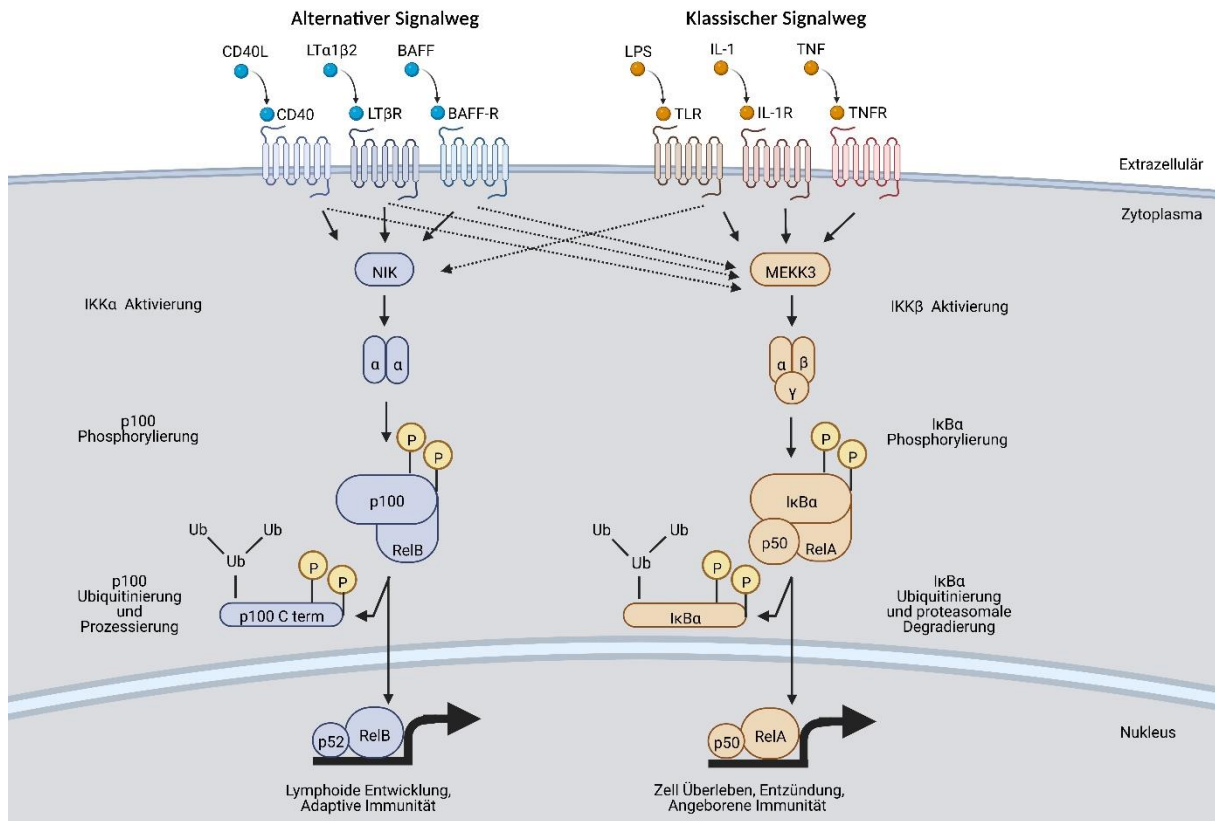 Alternativer Signalweg
Klassischer Signalweg
CD40L
LTα1β2
BAFF
LPS
IL-1
TNF
CD40
LTβR
BAFF-R
TLR
IL-1R
TNFR
Extrazellulär
Zytoplasma
NIK
MEKK3
IKKα Aktivierung
IKKβ Aktivierung
α α
α β
γ
p100
Phosphorylierung
IκBα
Phosphorylierung
P
P
P
P
p100
RelB
IκBα
p50
RelA
Ub
Ub
Ub
P
P
p100 C term
Ub
Ub
Ub
P
P
IκBα
p100
Ubiquitinierung
und
Prozessierung
IκBα
Ubiquitinierung
und proteasomale
Degradierung
p52
RelB
p50
RelA
Nukleus
Lymphoide Entwicklung,
Adaptive Immunität
Zell Überleben, Entzündung,
Angeborene Immunität